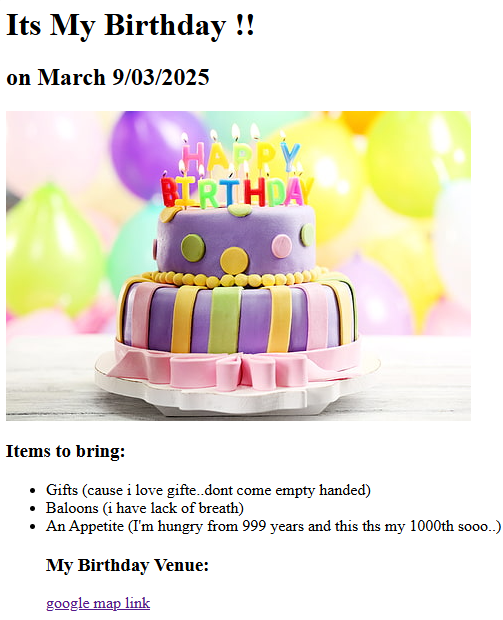 Its My Birthday !!
on March 9/03/2025
HAPPY
BIRTHDAY
Items to bring:
Gifts (cause i love gifte..dont come empty handed)
Baloons (i have lack of breath)
An Appetite (I'm hungry from 999 years and this ths my 1000th sooo..)
My Birthday Venue:
google map link